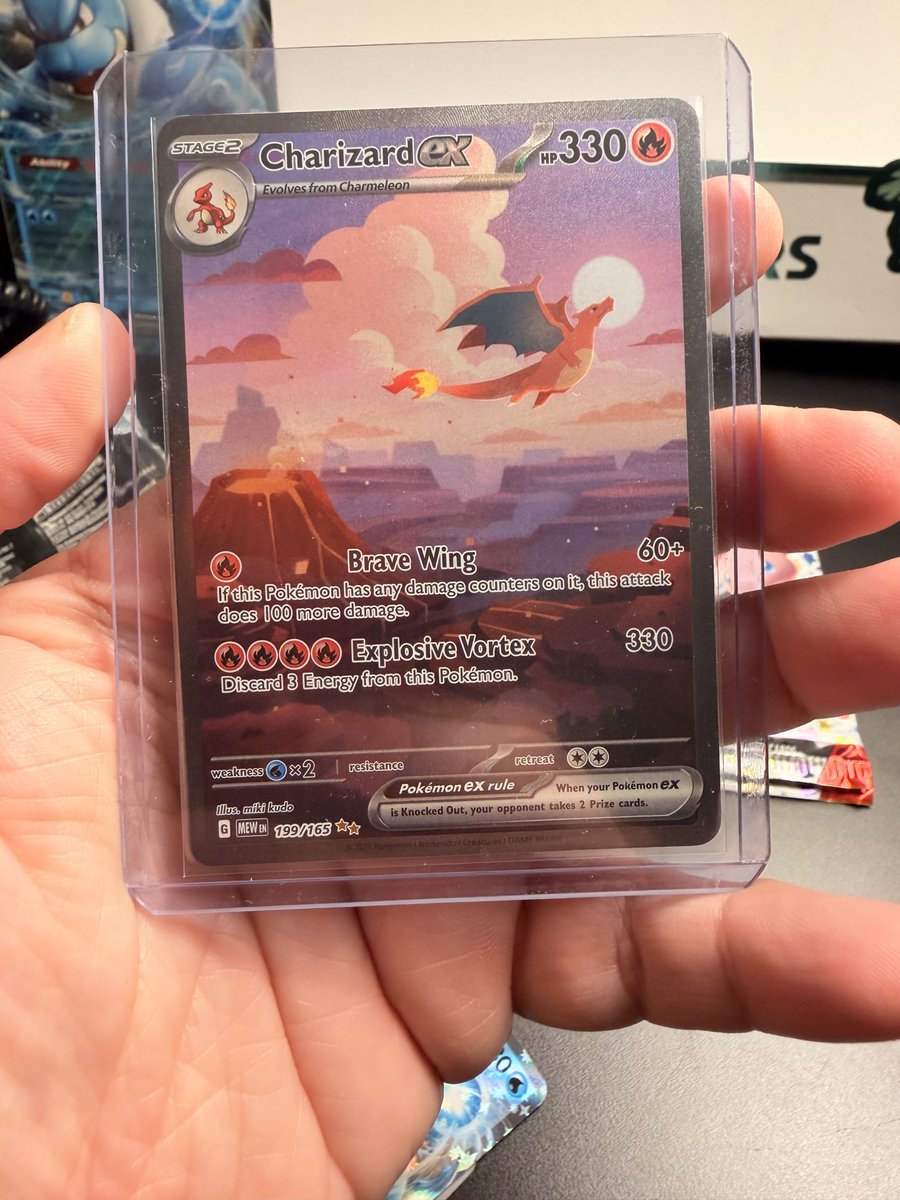 Ability
STAGE2 Charizard ex HP 330
Evolves from Charmeleon
RS
Brave Wing 60+
If this Pokémon has any damage counters on it, this attack
does 100 more damage.
Explosive Vortex 330
Discard 3 Energy from this Pokémon.
weakness ×2 resistance retreat
Pokémon ex rule When your Pokémon ex
is Knocked Out, your opponent takes 2 Prize cards.
Illus. miki kudo
G MEW EN 199/165